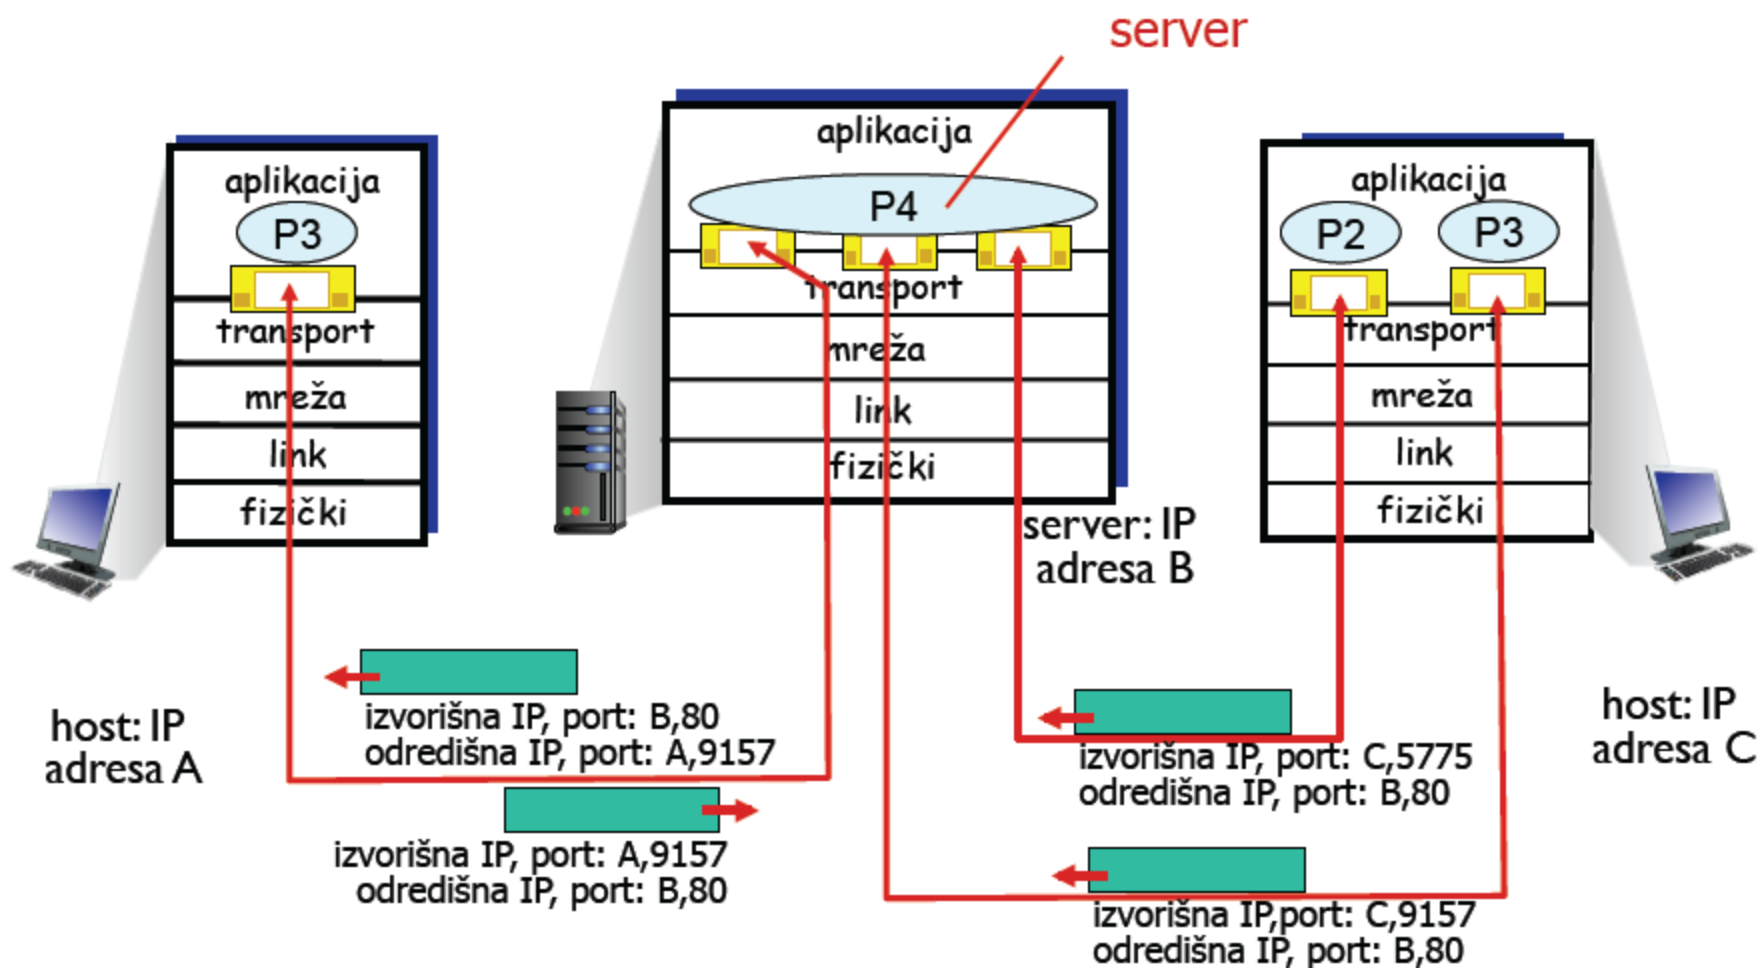 server
aplikacija
P3
transport
mreža
link
fizički
aplikacija
P4
transport
mreža
link
fizički
server: IP
adresa B
aplikacija
P2
P3
transport
mreža
link
fizički
host: IP
adresa A
izvorišna IP, port: B,80
odredišna IP, port: A,9157
izvorišna IP, port: A,9157
odredišna IP, port: B,80
izvorišna IP, port: C,5775
odredišna IP, port: B,80
izvorišna IP,port: C,9157
odredišna IP, port: B,80
host: IP
adresa C